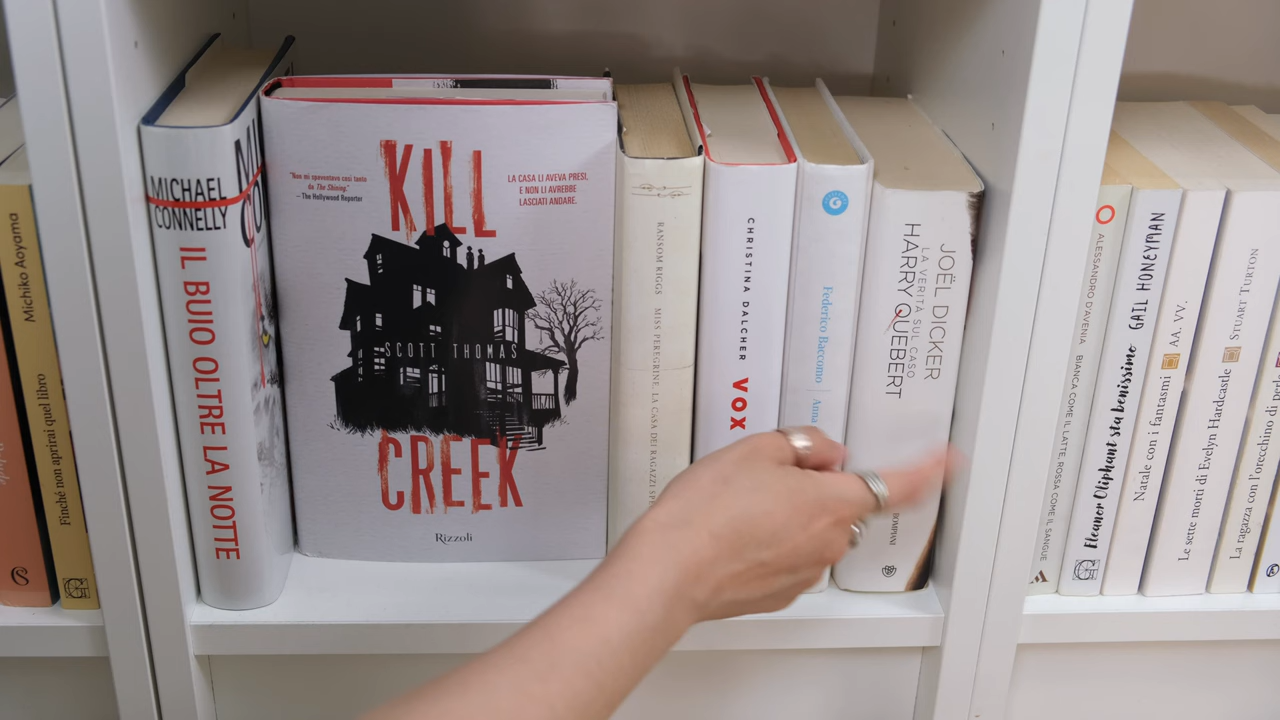 Michiko Aoyama
Finché non aprirai quel libro
MICHAEL
CONNELLY
IL BUIO OLTRE LA NOTTE
KILL
"Non mi spaventavo così tanto
da The Shining."
— The Hollywood Reporter
LA CASA LI AVEVA PRESI,
E NON LI AVREBBE
LASCIATI ANDARE.
SCOTT THOMAS
CREEK
Rizzoli
RANSOM RIGGS MISS PEREGRINE. LA CASA DEI RAGAZZI
CHRISTINA DALCHER
VOX
Federico Baccomo
Anna
JOËL DICKER
LA VERITÀ SUL CASO
HARRY QUEBERT
BOMPIANI
ALESSANDRO D'AVENIA BIANCA COME IL LATTE, ROSSA COME IL SANGUE
Eleanor Oliphant sta benissimo GAIL HONEYMAN
Natale con i fantasmi AA. VV.
Le sette morti di Evelyn Hardcastle STUART TURTON
La ragazza con l'orecchino di perla